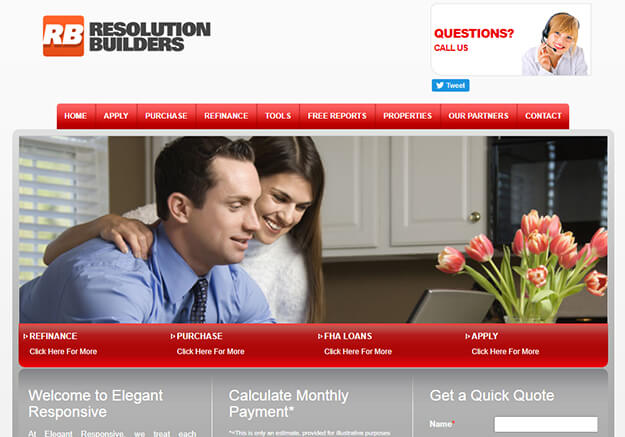 RB RESOLUTION
BUILDERS
QUESTIONS?
CALL US
Tweet
HOME APPLY PURCHASE REFINANCE TOOLS FREE REPORTS PROPERTIES OUR PARTNERS CONTACT
REFINANCE
Click Here For More
PURCHASE
Click Here For More
FHA LOANS
Click Here For More
APPLY
Click Here For More
Welcome to Elegant
Responsive
At Elegant Responsive, we treat each
Calculate Monthly
Payment*
*This is only an estimate, provided for illustrative purposes
Get a Quick Quote
Name*